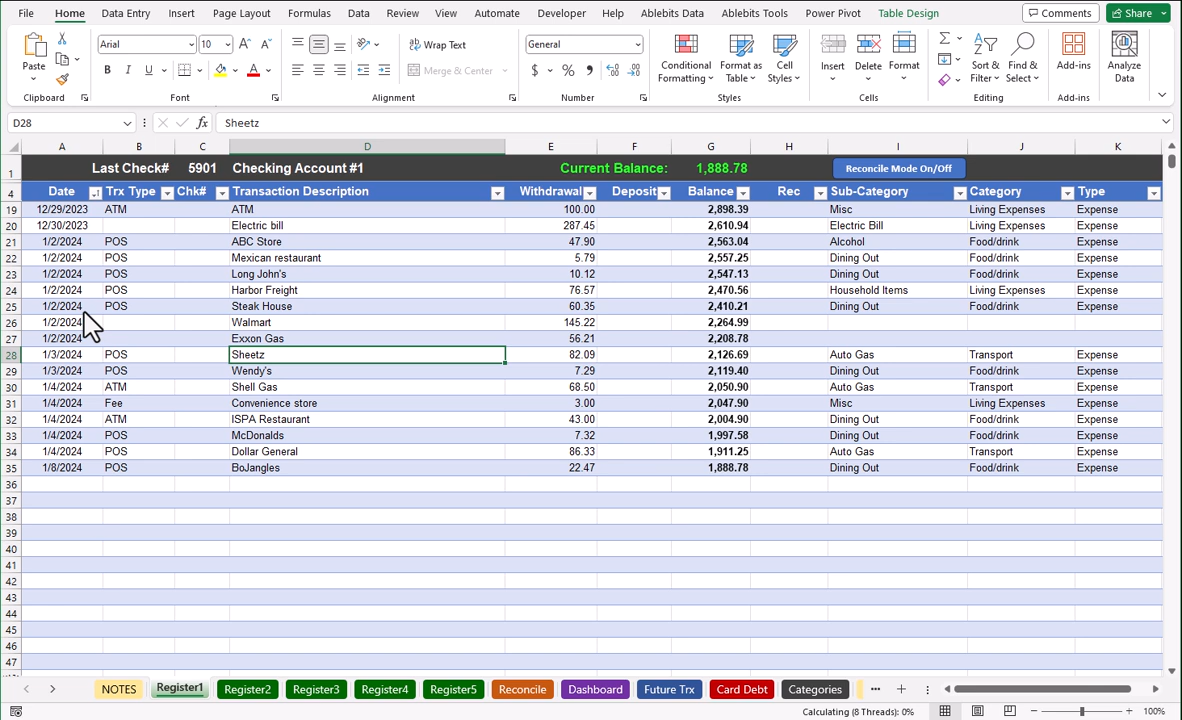 File Home Data Entry Insert Page Layout Formulas Data Review View Automate Developer Help Ablebits Data Ablebits Tools Power Pivot Table Design Comments Share
Paste Clipboard
Arial 10 A A B I U A Font
Wrap Text Merge & Center Alignment
General $ % , Number
Conditional Formatting Format as Table Cell Styles Styles
Insert Delete Format Cells
Sort & Filter Find & Select Editing
Add-ins Add-ins
Analyze Data
D28 fx Sheetz
A B C D E F G H I J K
1 Last Check# 5901 Checking Account #1 Current Balance: 1,888.78 Reconcile Mode On/Off
4 Date Trx Type Chk# Transaction Description Withdrawal Deposit Balance Rec Sub-Category Category Type
19 12/29/2023 ATM ATM 100.00 2,898.39 Misc Living Expenses Expense
20 12/30/2023 Electric bill 287.45 2,610.94 Electric Bill Living Expenses Expense
21 1/2/2024 POS ABC Store 47.90 2,563.04 Alcohol Food/drink Expense
22 1/2/2024 POS Mexican restaurant 5.79 2,557.25 Dining Out Food/drink Expense
23 1/2/2024 POS Long John's 10.12 2,547.13 Dining Out Food/drink Expense
24 1/2/2024 POS Harbor Freight 76.57 2,470.56 Household Items Living Expenses Expense
25 1/2/2024 POS Steak House 60.35 2,410.21 Dining Out Food/drink Expense
26 1/2/2024 Walmart 145.22 2,264.99
27 1/2/2024 Exxon Gas 56.21 2,208.78
28 1/3/2024 POS Sheetz 82.09 2,126.69 Auto Gas Transport Expense
29 1/3/2024 POS Wendy's 7.29 2,119.40 Dining Out Food/drink Expense
30 1/4/2024 ATM Shell Gas 68.50 2,050.90 Auto Gas Transport Expense
31 1/4/2024 Fee Convenience store 3.00 2,047.90 Misc Living Expenses Expense
32 1/4/2024 ATM ISPA Restaurant 43.00 2,004.90 Dining Out Food/drink Expense
33 1/4/2024 POS McDonalds 7.32 1,997.58 Dining Out Food/drink Expense
34 1/4/2024 POS Dollar General 86.33 1,911.25 Auto Gas Transport Expense
35 1/8/2024 POS BoJangles 22.47 1,888.78 Dining Out Food/drink Expense
36
37
38
39
40
41
42
43
44
45
46
47
NOTES Register1 Register2 Register3 Register4 Register5 Reconcile Dashboard Future Trx Card Debt Categories
Calculating (8 Threads): 0% 100%